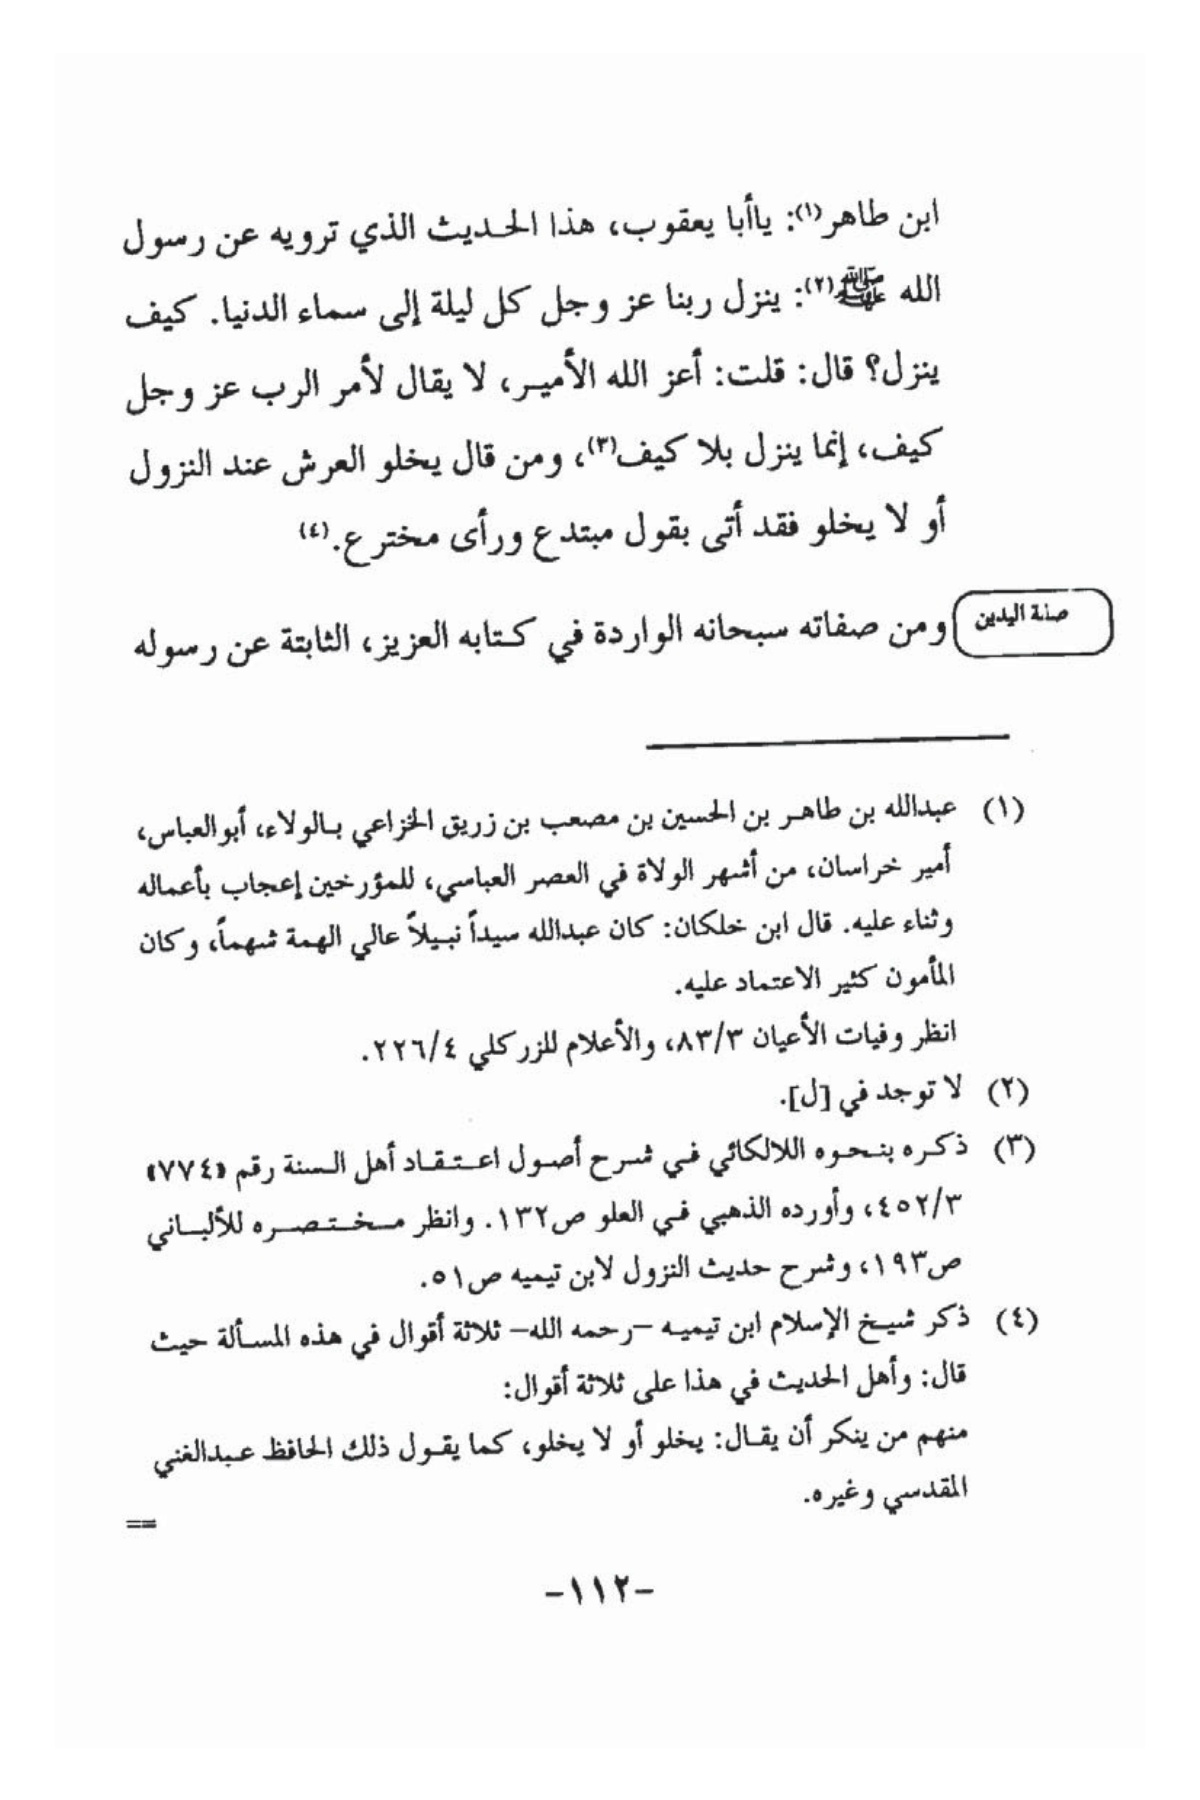 ابن طاهر(١): ياأبا يعقوب، هذا الحديث الذي ترويه عن رسول
الله ﷺ(٢): ينزل ربنا عز وجل كل ليلة إلى سماء الدنيا. كيف
ينزل؟ قال: قلت: أعز الله الأمير، لا يقال لأمر الرب عز وجل
كيف، إنما ينزل بلا كيف(٣)، ومن قال يخلو العرش عند النزول
أو لا يخلو فقد أتى بقول مبتدع ورأى مخترع.(٤)
صفة اليدين
ومن صفاته سبحانه الواردة في كتابه العزيز، الثابتة عن رسوله
(١) عبدالله بن طاهر بن الحسين بن مصعب بن زريق الخزاعي بالولاء، أبو العباس،
أمير خراسان، من أشهر الولاة في العصر العباسي، للمؤرخين إعجاب بأعماله
وثناء عليه. قال ابن خلكان: كان عبدالله سيداً نبيلاً عالي الهمة شهماً، وكان
المأمون كثير الاعتماد عليه.
انظر وفيات الأعيان ٨٣/٣، والأعلام للزركلي ٢٢٦/٤.
(٢) لا توجد في [ل].
(٣) ذكره بنحوه اللالكائي في شرح أصول اعتقاد أهل السنة رقم «٧٧٤»
٤٥٢/٣، وأورده الذهبي في العلو ص١٣٢. وانظر مختصره للألباني
ص١٩٣، وشرح حديث النزول لابن تيميه ص٥١.
(٤) ذكر شيخ الإسلام ابن تيميه –رحمه الله– ثلاثة أقوال في هذه المسألة حيث
قال: وأهل الحديث في هذا على ثلاثة أقوال:
منهم من ينكر أن يقال: يخلو أو لا يخلو، كما يقول ذلك الحافظ عبدالغني
المقدسي وغيره.
==
-١١٢-